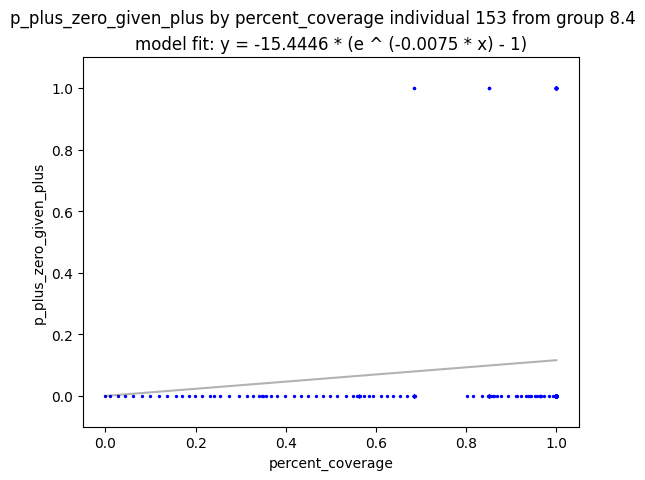 p_plus_zero_given_plus by percent_coverage individual 153 from group 8.4
model fit: y = -15.4446 * (e ^ (-0.0075 * x) - 1)
1.0
0.8
0.6
0.4
0.2
0.0
p_plus_zero_given_plus
0.0 0.2 0.4 0.6 0.8 1.0
percent_coverage